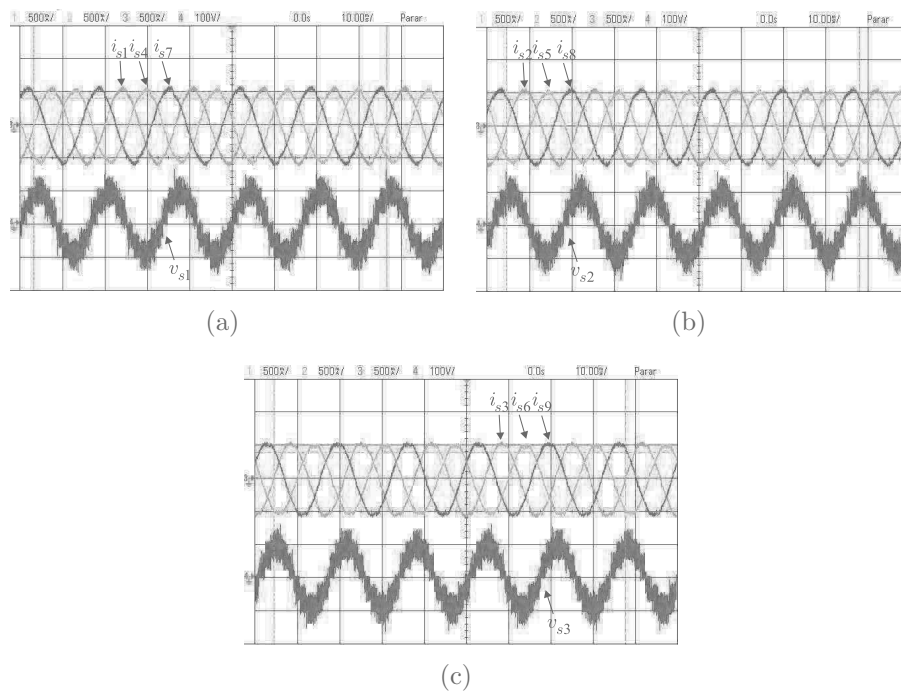 1 500%/ 2 500%/ 3 500%/ 4 100V/ 0.0s 10.00%/ Parar
i_{s1} i_{s4} i_{s7}
v_{s1}
(a)
1 500%/ 2 500%/ 3 500%/ 4 100V/ 0.0s 10.00%/ Parar
i_{s2} i_{s5} i_{s8}
v_{s2}
(b)
1 500%/ 2 500%/ 3 500%/ 4 100V/ 0.0s 10.00%/ Parar
i_{s3} i_{s6} i_{s9}
v_{s3}
(c)